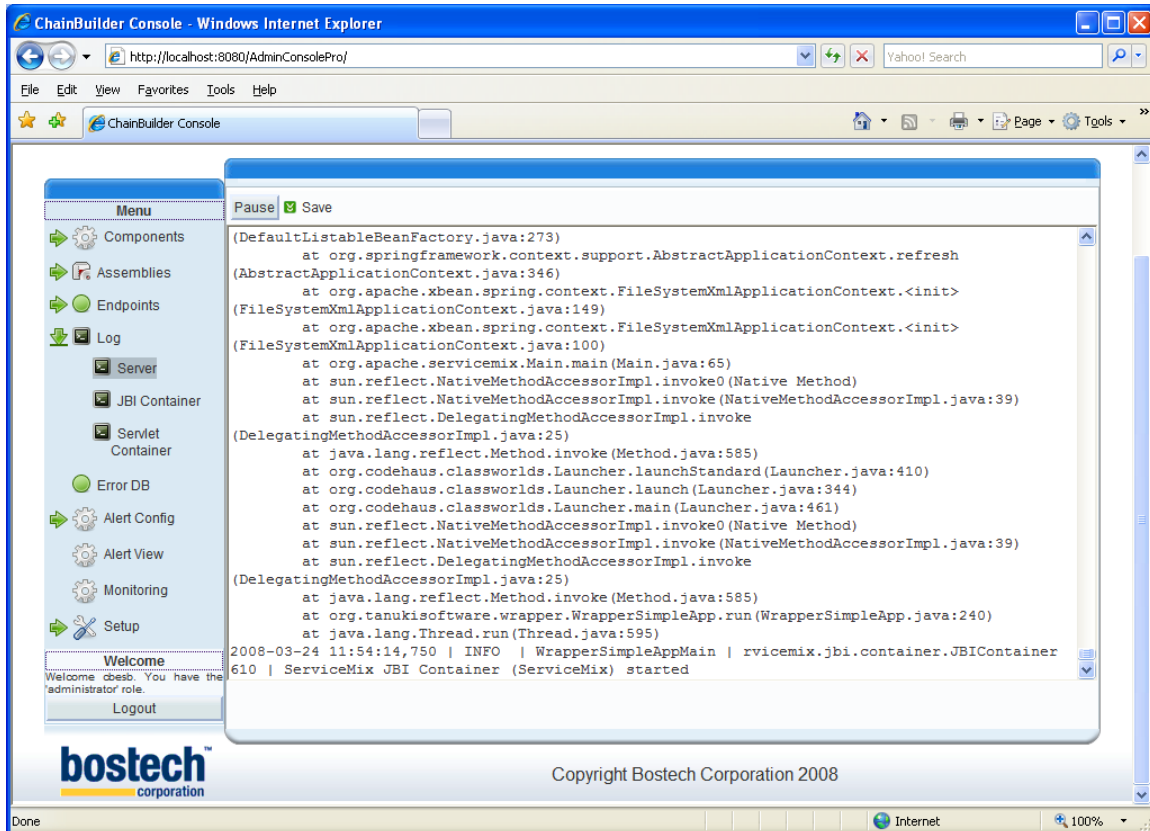 ChainBuilder Console - Windows Internet Explorer
http://localhost:8080/AdminConsolePro/
Yahoo! Search
File Edit View Favorites Tools Help
ChainBuilder Console
Page Tools »
Menu
Components
Assemblies
Endpoints
Log
Server
JBI Container
Servlet
Container
Error DB
Alert Config
Alert View
Monitoring
Setup
Welcome
Welcome cbesb. You have the
'administrator' role.
Logout
Pause Save
(DefaultListableBeanFactory.java:273)
at org.springframework.context.support.AbstractApplicationContext.refresh
(AbstractApplicationContext.java:346)
at org.apache.xbean.spring.context.FileSystemXmlApplicationContext.<init>
(FileSystemXmlApplicationContext.java:149)
at org.apache.xbean.spring.context.FileSystemXmlApplicationContext.<init>
(FileSystemXmlApplicationContext.java:100)
at org.apache.servicemix.Main.main(Main.java:65)
at sun.reflect.NativeMethodAccessorImpl.invoke0(Native Method)
at sun.reflect.NativeMethodAccessorImpl.invoke(NativeMethodAccessorImpl.java:39)
at sun.reflect.DelegatingMethodAccessorImpl.invoke
(DelegatingMethodAccessorImpl.java:25)
at java.lang.reflect.Method.invoke(Method.java:585)
at org.codehaus.classworlds.Launcher.launchStandard(Launcher.java:410)
at org.codehaus.classworlds.Launcher.launch(Launcher.java:344)
at org.codehaus.classworlds.Launcher.main(Launcher.java:461)
at sun.reflect.NativeMethodAccessorImpl.invoke0(Native Method)
at sun.reflect.NativeMethodAccessorImpl.invoke(NativeMethodAccessorImpl.java:39)
at sun.reflect.DelegatingMethodAccessorImpl.invoke
(DelegatingMethodAccessorImpl.java:25)
at java.lang.reflect.Method.invoke(Method.java:585)
at org.tanukisoftware.wrapper.WrapperSimpleApp.run(WrapperSimpleApp.java:240)
at java.lang.Thread.run(Thread.java:595)
2008-03-24 11:54:14,750 | INFO | WrapperSimpleAppMain | rvicemix.jbi.container.JBIContainer
610 | ServiceMix JBI Container (ServiceMix) started
bostech™
corporation
Copyright Bostech Corporation 2008
Done Internet 100%